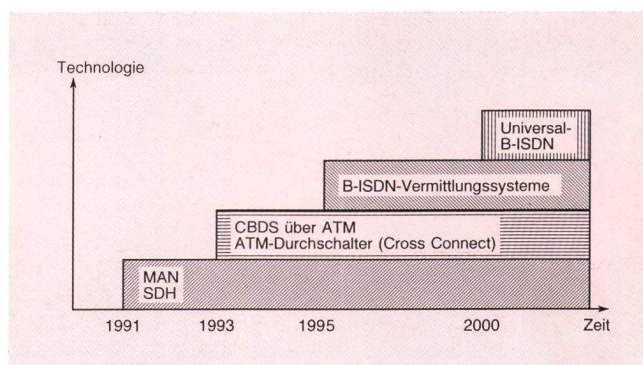 Technologie
Universal-
B-ISDN
B-ISDN-Vermittlungssysteme
CBDS über ATM
ATM-Durchschalter (Cross Connect)
MAN
SDH
1991 1993 1995 2000 Zeit